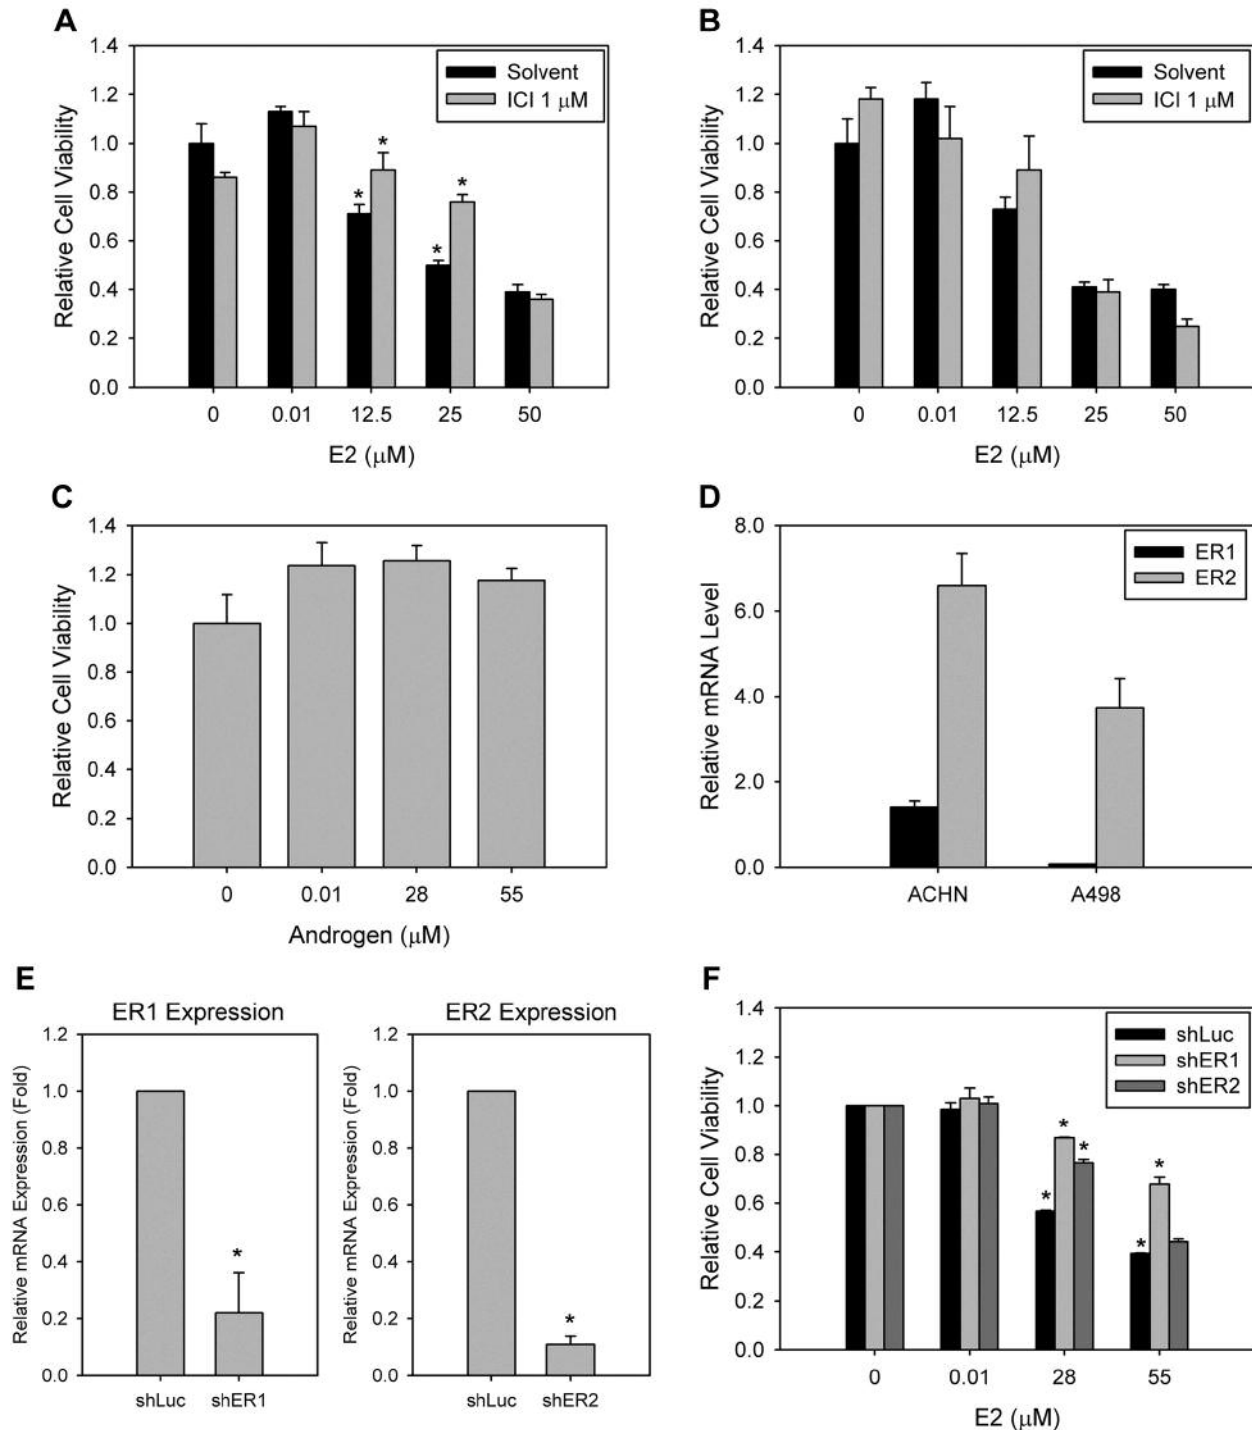 A
1.4
1.2
1.0
0.8
0.6
0.4
0.2
0.0
Relative Cell Viability
Solvent
ICI 1 μM
*
*
*
*
0 0.01 12.5 25 50
E2 (μM)
B
1.4
1.2
1.0
0.8
0.6
0.4
0.2
0.0
Relative Cell Viability
Solvent
ICI 1 μM
0 0.01 12.5 25 50
E2 (μM)
C
1.4
1.2
1.0
0.8
0.6
0.4
0.2
0.0
Relative Cell Viability
0 0.01 28 55
Androgen (μM)
D
8.0
6.0
4.0
2.0
0.0
Relative mRNA Level
ER1
ER2
ACHN A498
E
ER1 Expression
1.2
1.0
0.8
0.6
0.4
0.2
0.0
Relative mRNA Expression (Fold)
*
shLuc shER1
ER2 Expression
1.2
1.0
0.8
0.6
0.4
0.2
0.0
Relative mRNA Expression (Fold)
*
shLuc shER2
F
1.4
1.2
1.0
0.8
0.6
0.4
0.2
0.0
Relative Cell Viability
shLuc
shER1
shER2
*
*
*
*
*
0 0.01 28 55
E2 (μM)